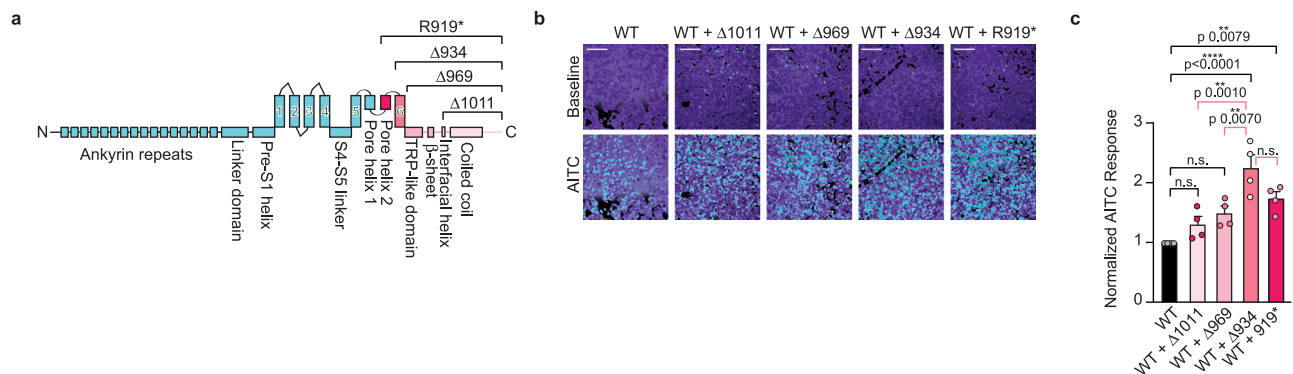 a
R919*
Δ934
Δ969
Δ1011
N
1
2
3
4
5
6
C
Ankyrin repeats
Linker domain
Pre-S1 helix
S4-S5 linker
Pore helix 1
Pore helix 2
TRP-like domain
β-sheet
Interfacial helix
Coiled coil
b
WT
WT + Δ1011
WT + Δ969
WT + Δ934
WT + R919*
Baseline
AITC
c
**
p 0.0079
****
p<0.0001
**
p 0.0010
**
p 0.0070
n.s.
n.s.
n.s.
Normalized AITC Response
3
2
1
0
WT
WT + Δ1011
WT + Δ969
WT + Δ934
WT + 919*